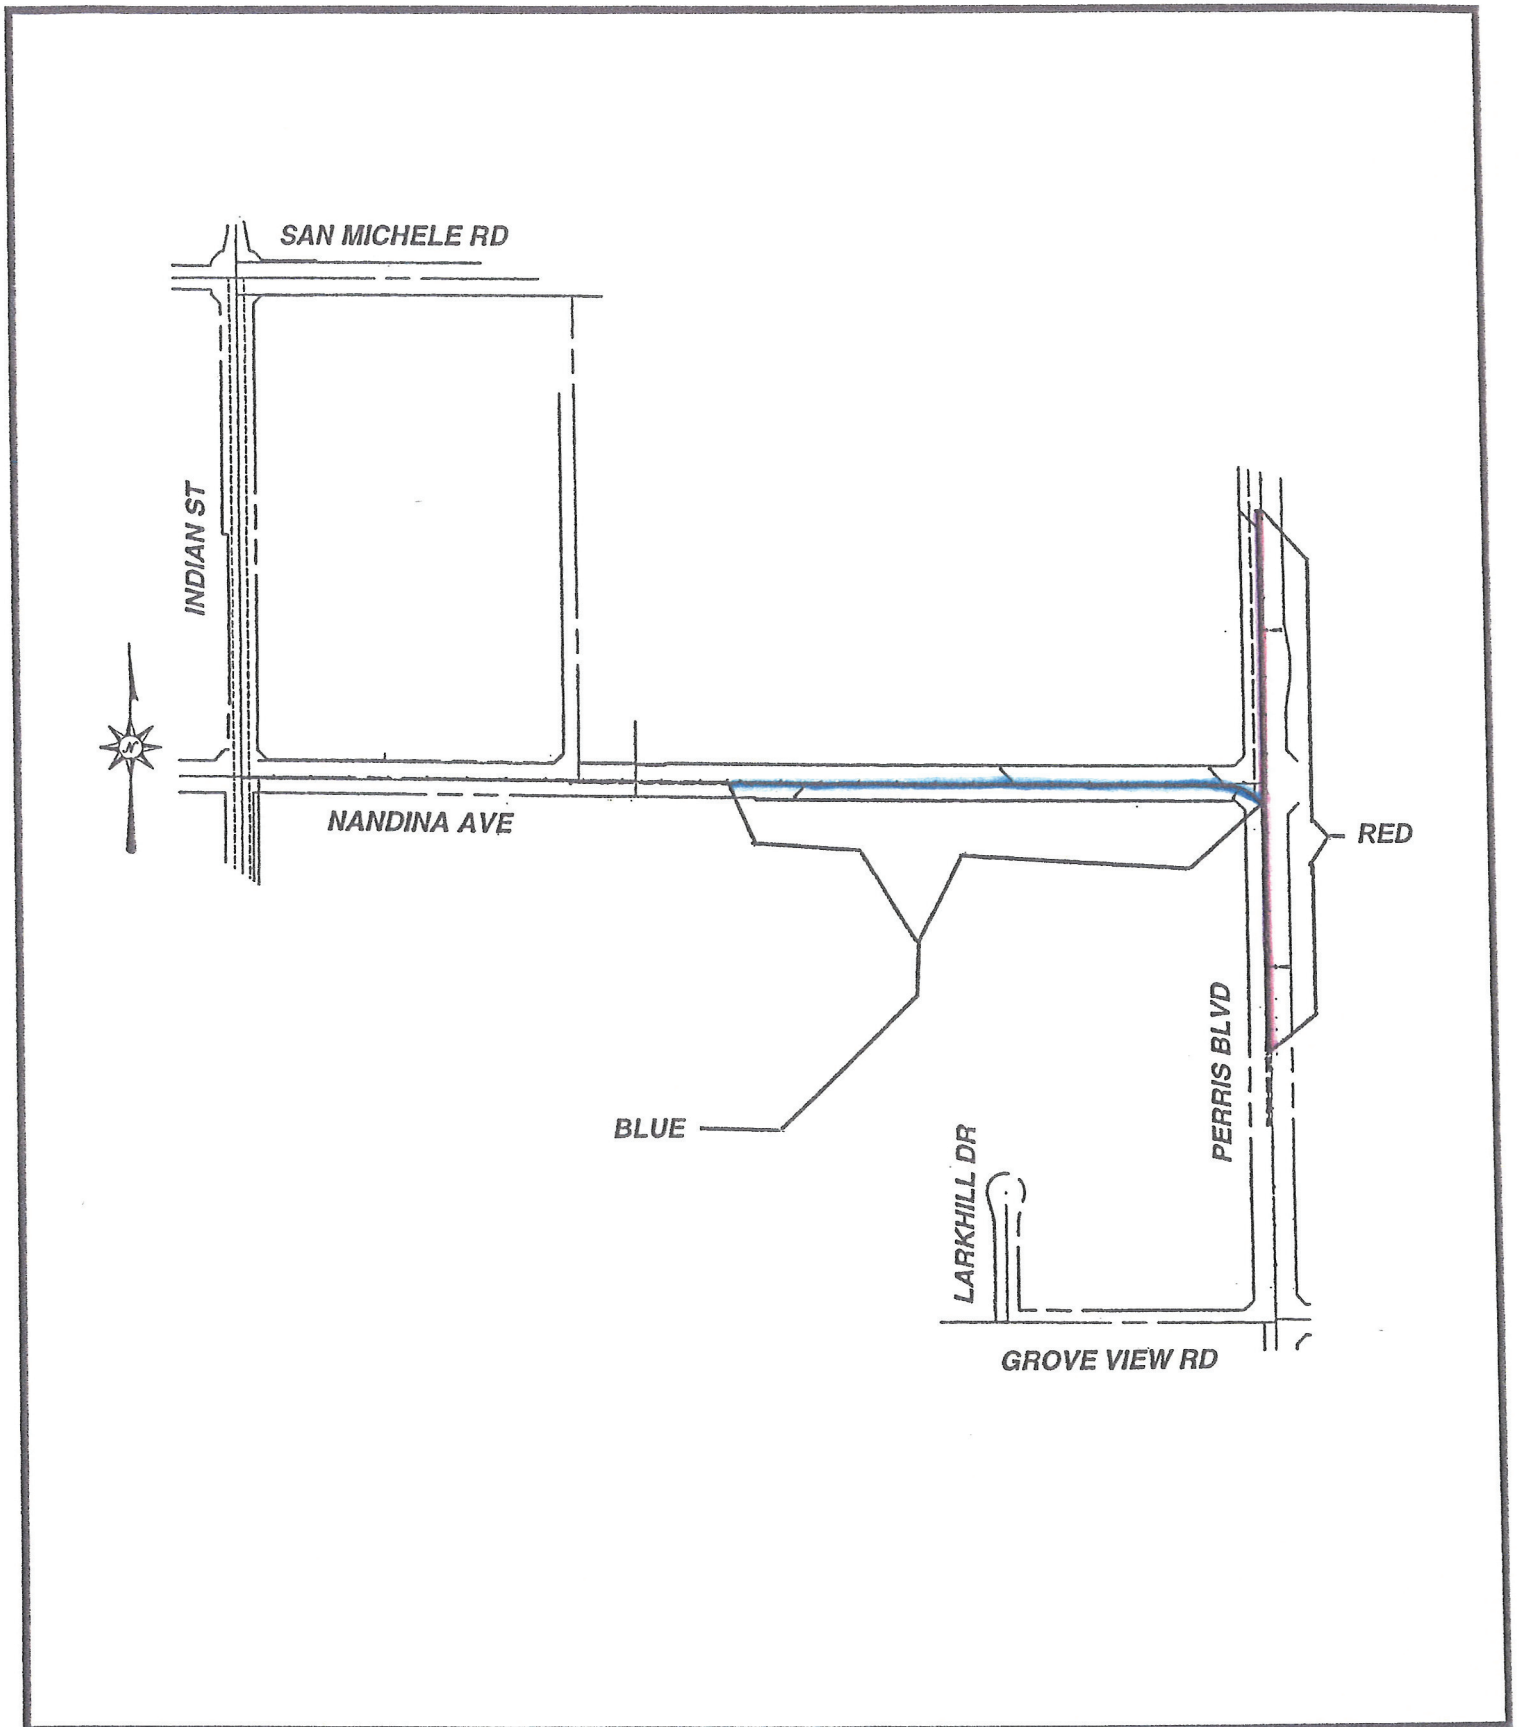 SAN MICHELE RD
INDIAN ST
N
NANDINA AVE
RED
BLUE
PERRIS BLVD
LARKHILL DR
GROVE VIEW RD